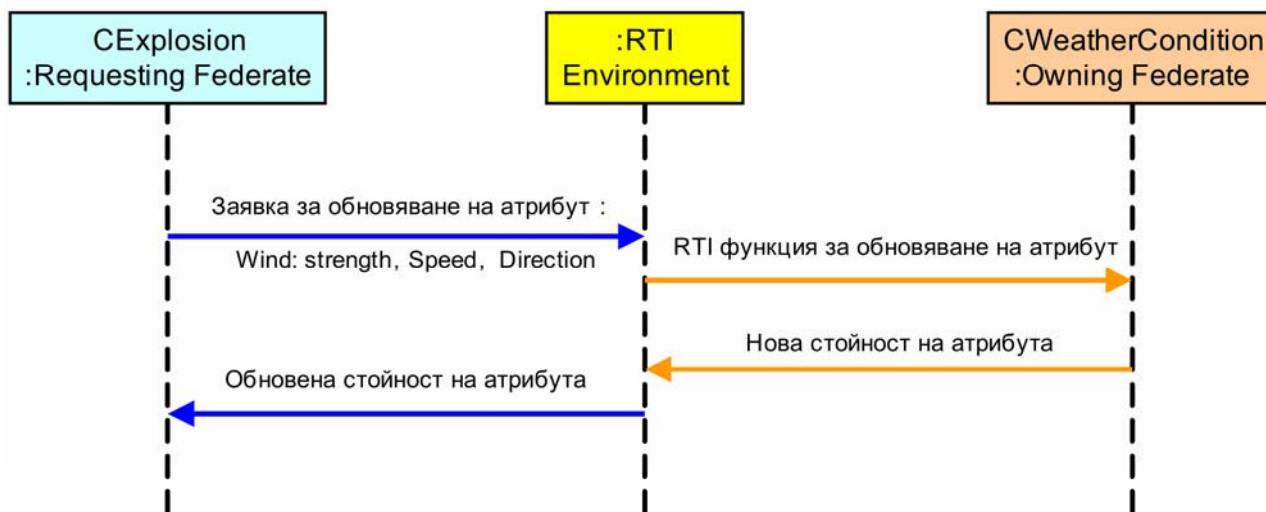 CExplosion
:Requesting Federate
:RTI
Environment
CWeatherCondition
:Owning Federate
Заявка за обновяване на атрибут :
Wind: strength, Speed, Direction
RTI функция за обновяване на атрибут
Нова стойност на атрибута
Обновена стойност на атрибута